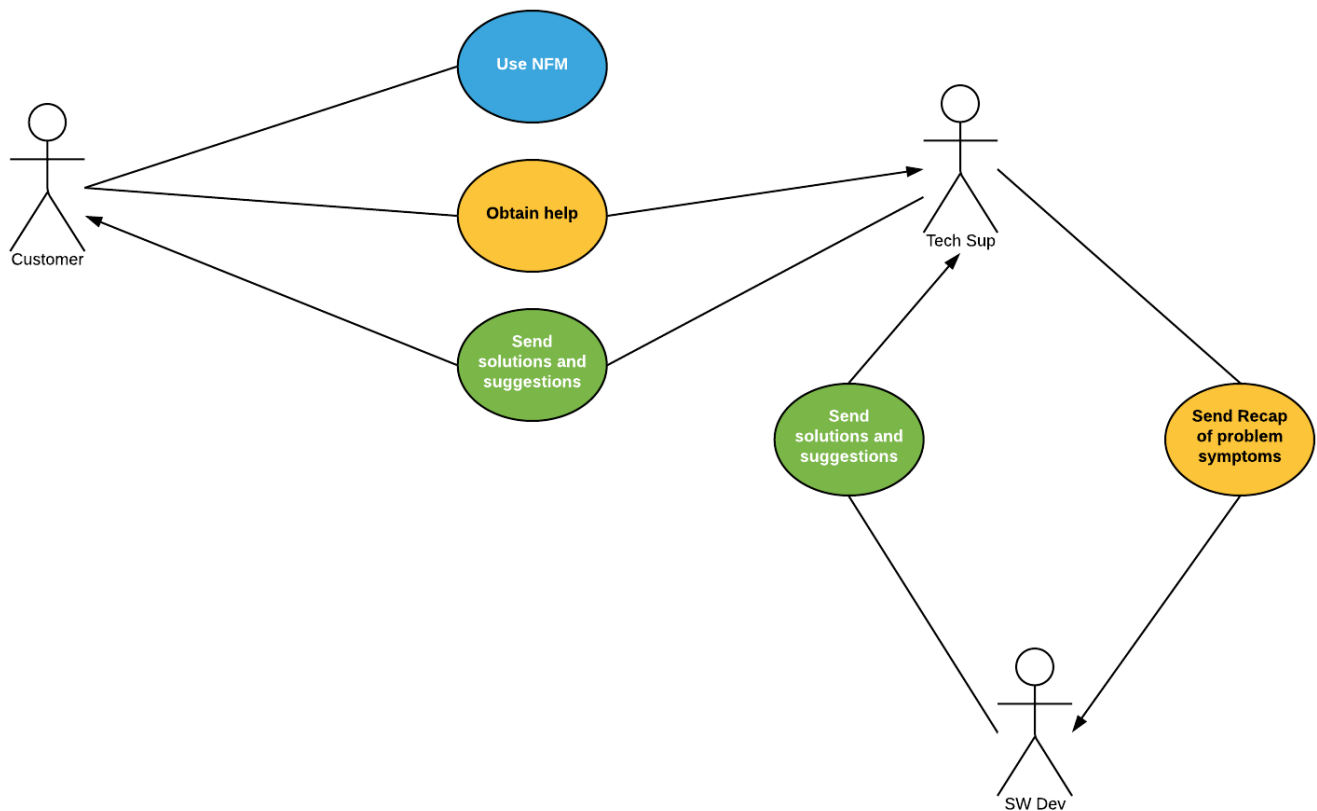 Use NFM
Obtain help
Customer
Tech Sup
Send
solutions and
suggestions
Send
solutions and
suggestions
Send Recap
of problem
symptoms
SW Dev